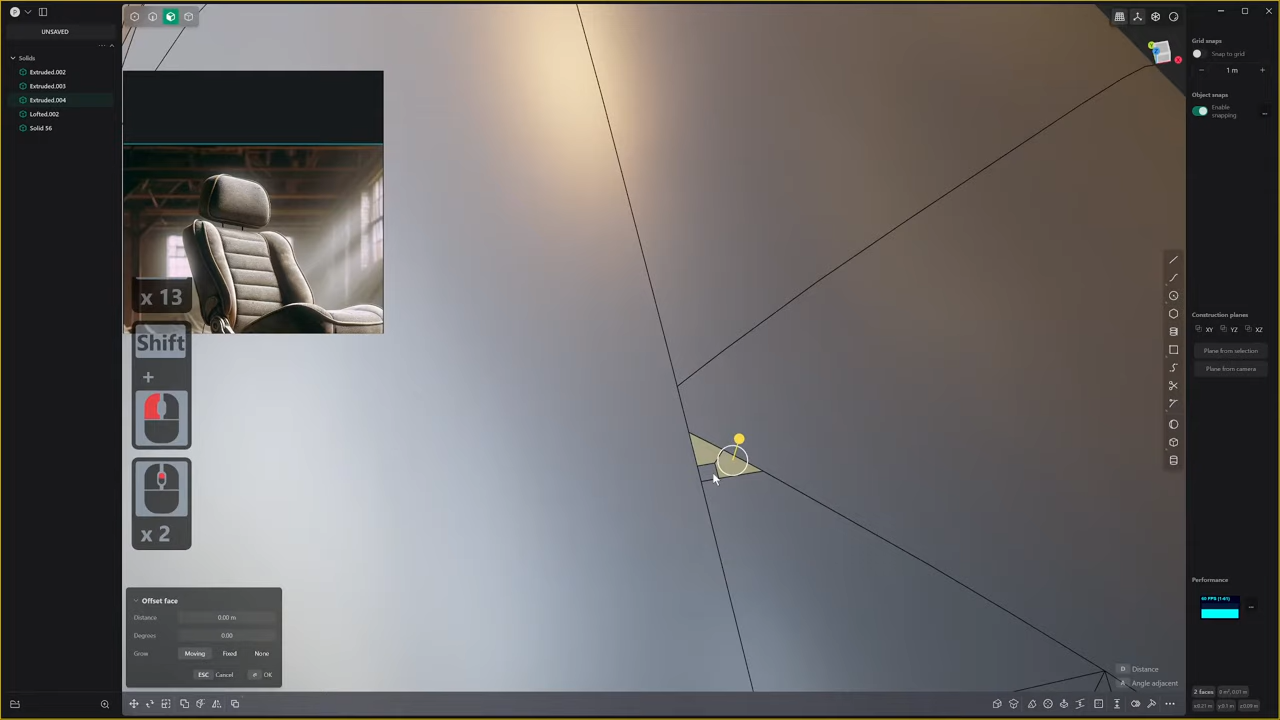 UNSAVED
Solids
Extruded.002
Extruded.003
Extruded.004
Lofted.002
Solid 56
x 13
Shift
+
x 2
Offset face
Distance 0.00 m
Degrees 0.00
Grow Moving Fixed None
ESC Cancel OK
Grid snaps
Snap to grid
1 m
Object snaps
Enable snapping
Construction planes
XY YZ XZ
Plane from selection
Plane from camera
Performance
D Distance
A Angle adjacent
2 faces